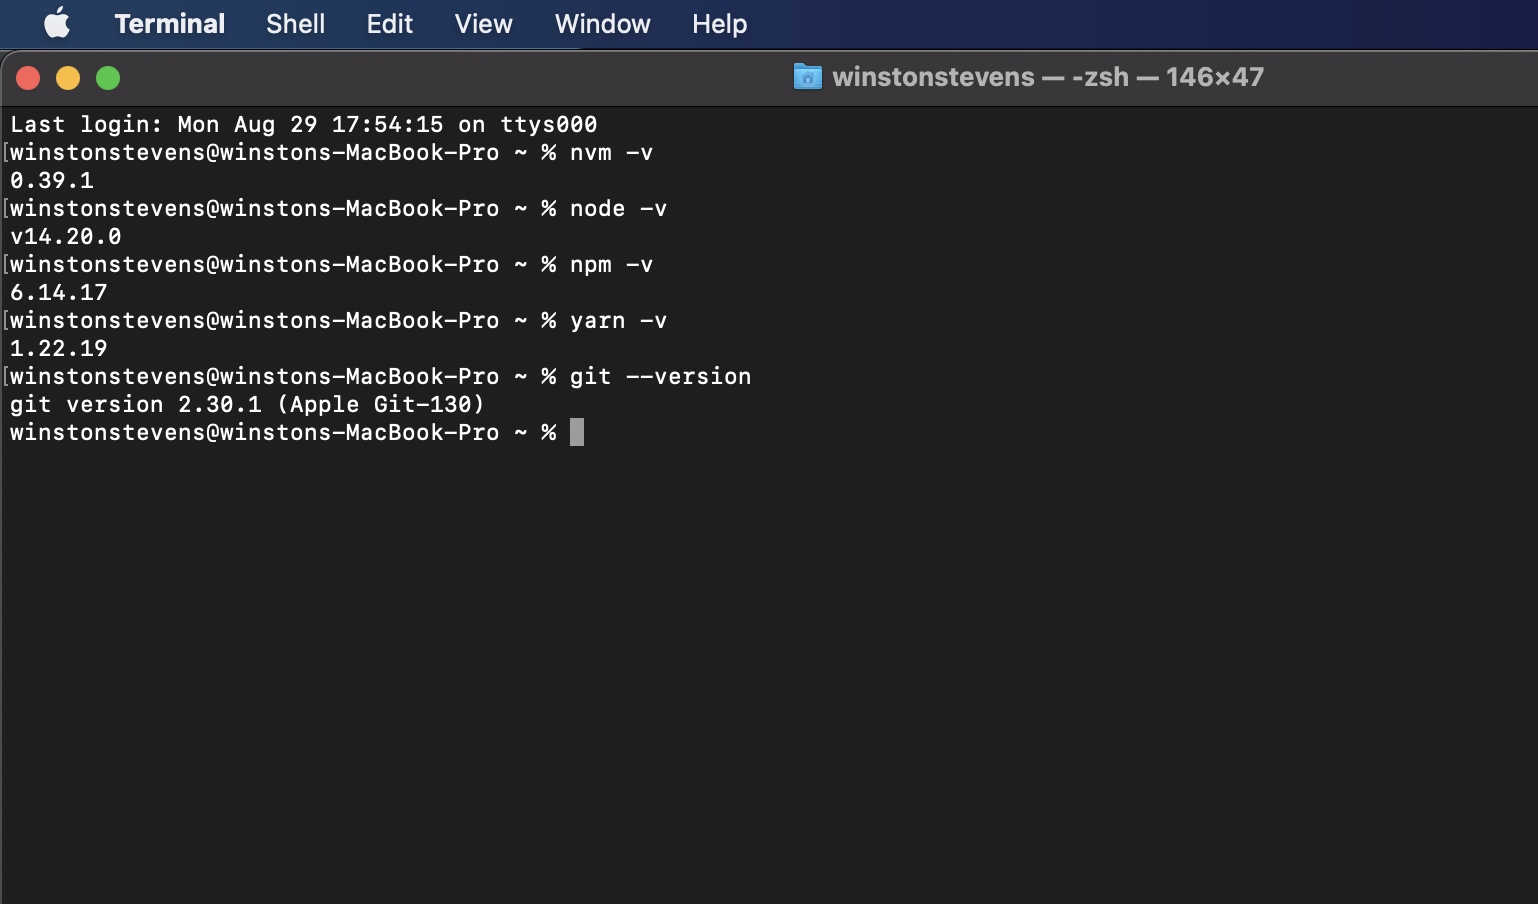 Terminal Shell Edit View Window Help
winstonstevens — -zsh — 146×47
Last login: Mon Aug 29 17:54:15 on ttys000
[winstonstevens@winstons-MacBook-Pro ~ % nvm -v
0.39.1
[winstonstevens@winstons-MacBook-Pro ~ % node -v
v14.20.0
[winstonstevens@winstons-MacBook-Pro ~ % npm -v
6.14.17
[winstonstevens@winstons-MacBook-Pro ~ % yarn -v
1.22.19
[winstonstevens@winstons-MacBook-Pro ~ % git --version
git version 2.30.1 (Apple Git-130)
winstonstevens@winstons-MacBook-Pro ~ %